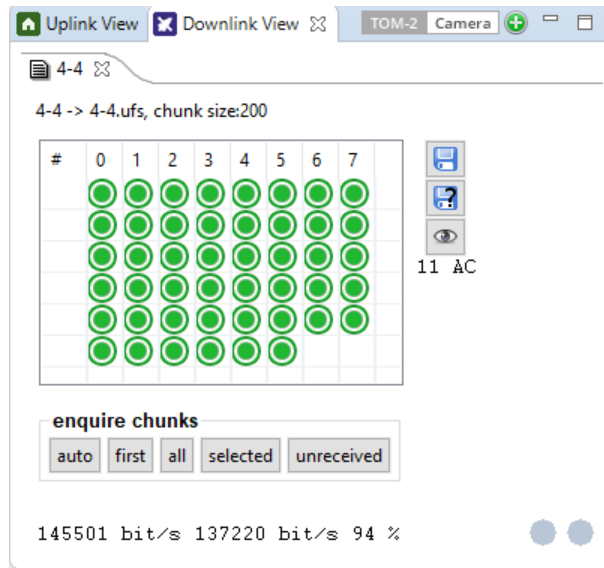 Uplink View Downlink View TOM-2 Camera
4-4
4-4 -> 4-4.ufs, chunk size:200
# 0 1 2 3 4 5 6 7
?
11 AC
enquire chunks
auto first all selected unreceived
145501 bit/s 137220 bit/s 94 %